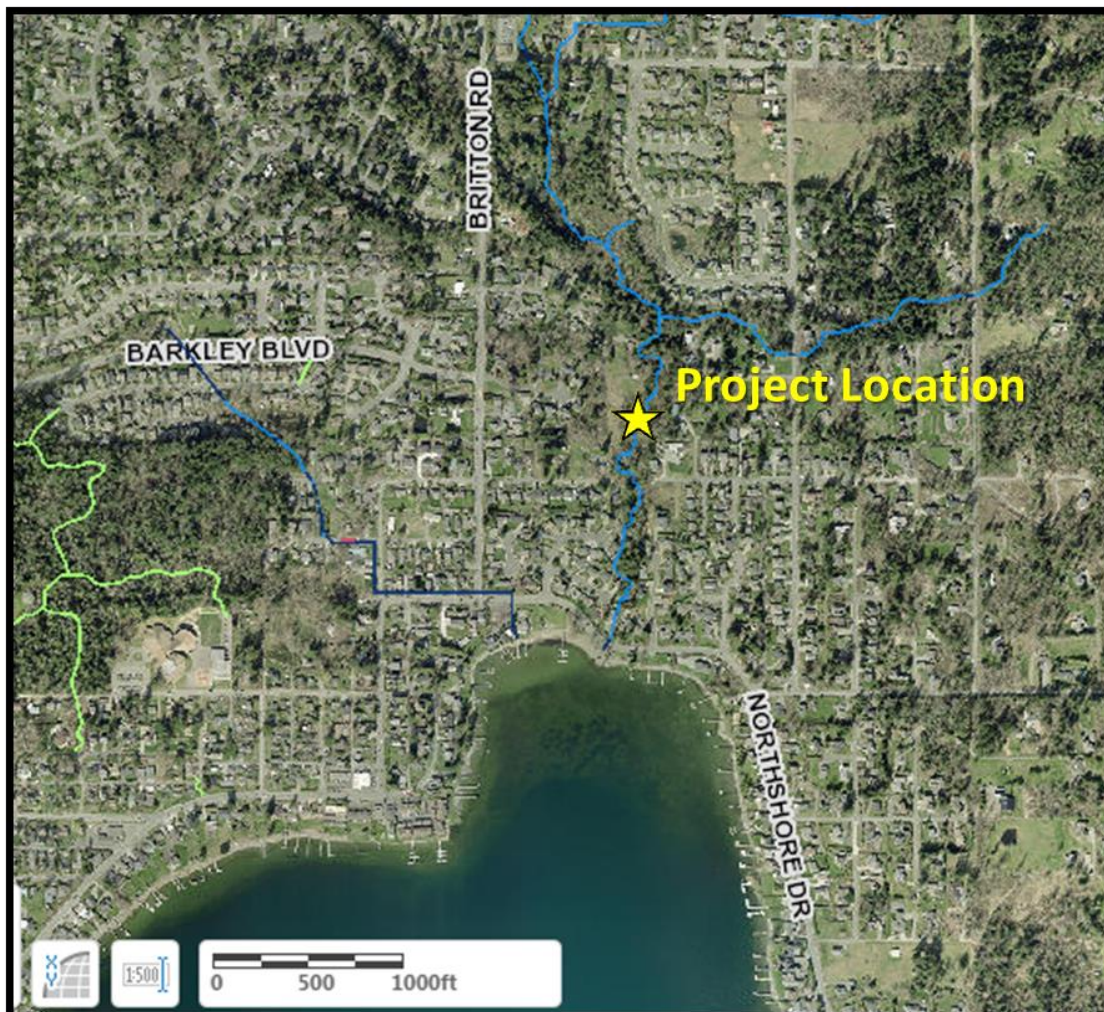 BRITTON RD
BARKLEY BLVD
Project Location
NORTHSHORE DR.
X
Y
1:500
0 500 1000ft